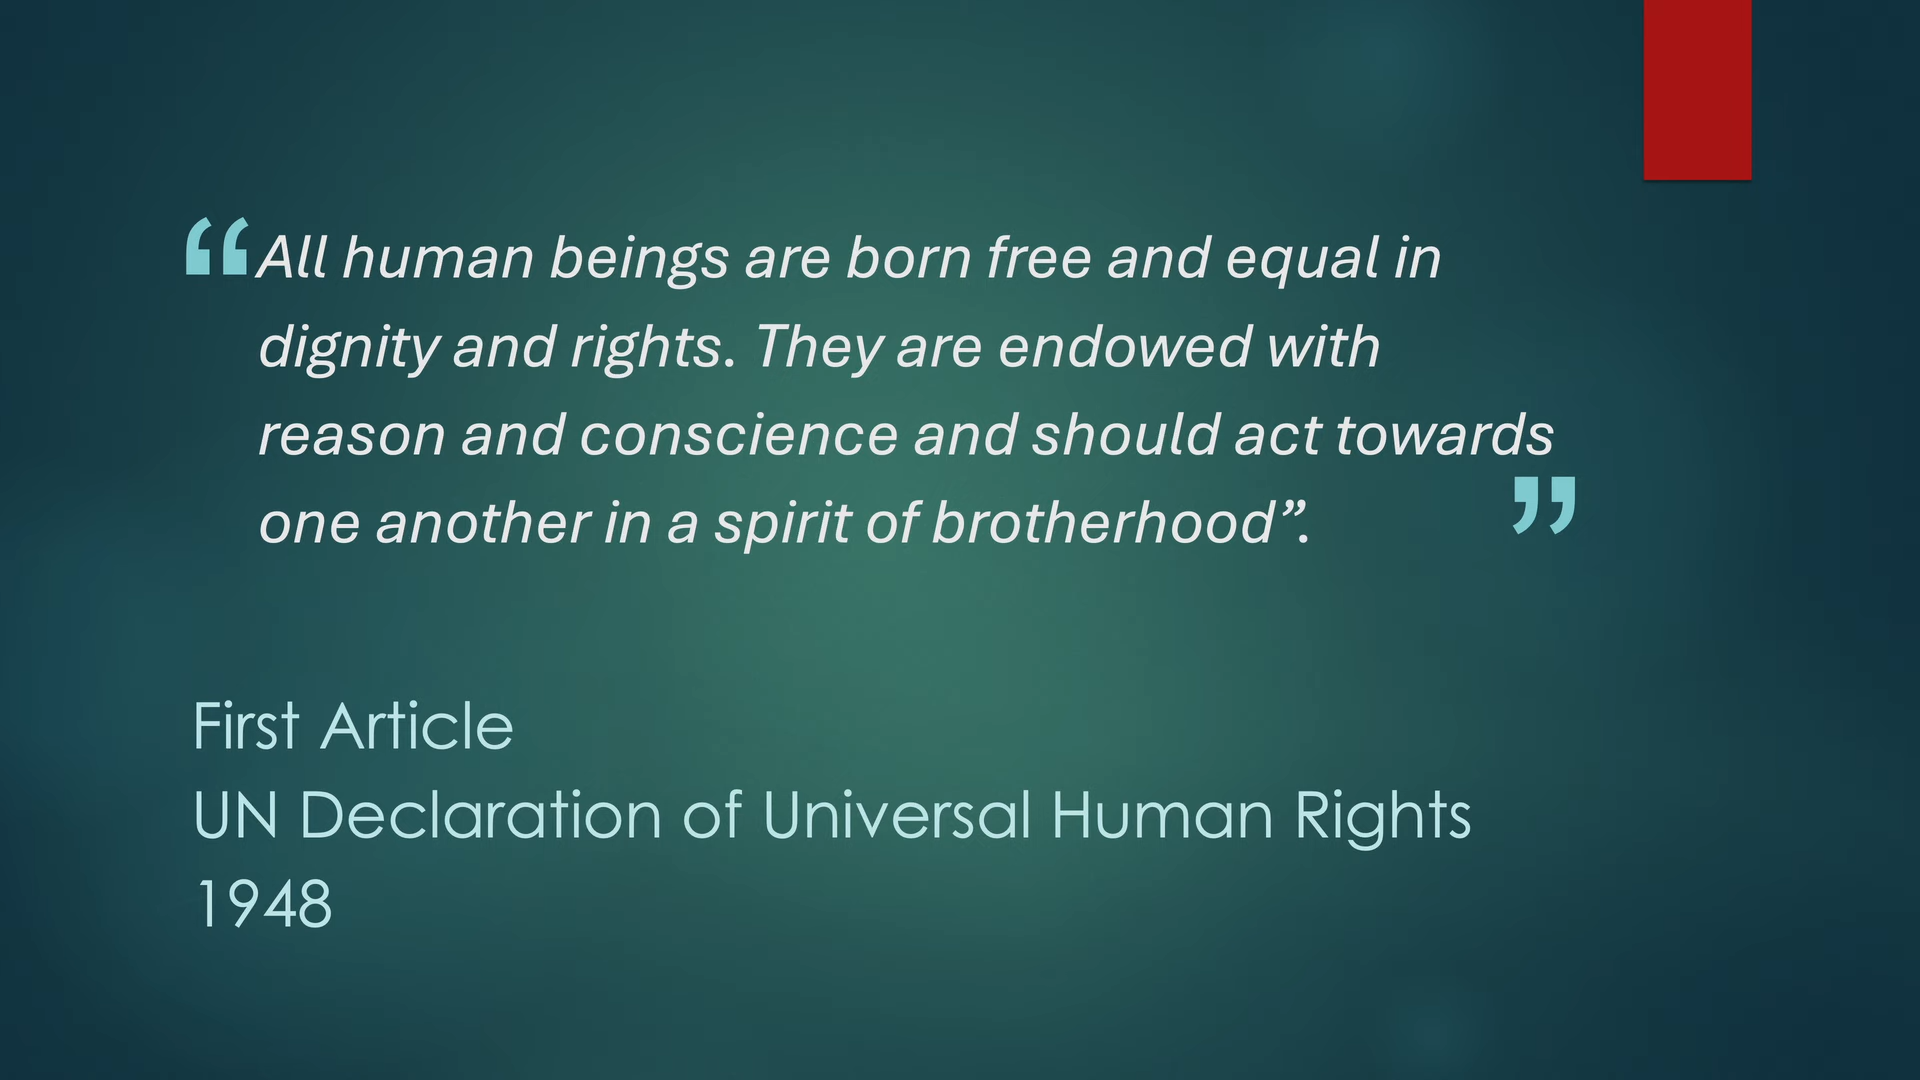 “All human beings are born free and equal in
dignity and rights. They are endowed with
reason and conscience and should act towards
one another in a spirit of brotherhood”. ”
First Article
UN Declaration of Universal Human Rights
1948